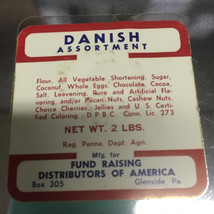 DANISH
ASSORTMENT
Flour, All Vegetable Shortening, Sugar,
Coconut, Whole Eggs, Chocolate, Cocoa,
Salt, Leavening, Pure and Artificial Fla-
voring, and/or Pecan Nuts, Cashew Nuts,
Choice Cherries, Jellies and U. S. Cert-
ified Coloring . D.P.B.C. Conn Lic. 273
NET WT. 2 LBS.
Reg. Penna. Dept. Agri.
Mfg. for
FUND RAISING
DISTRIBUTORS OF AMERICA
Box 305 Glenside Pa.